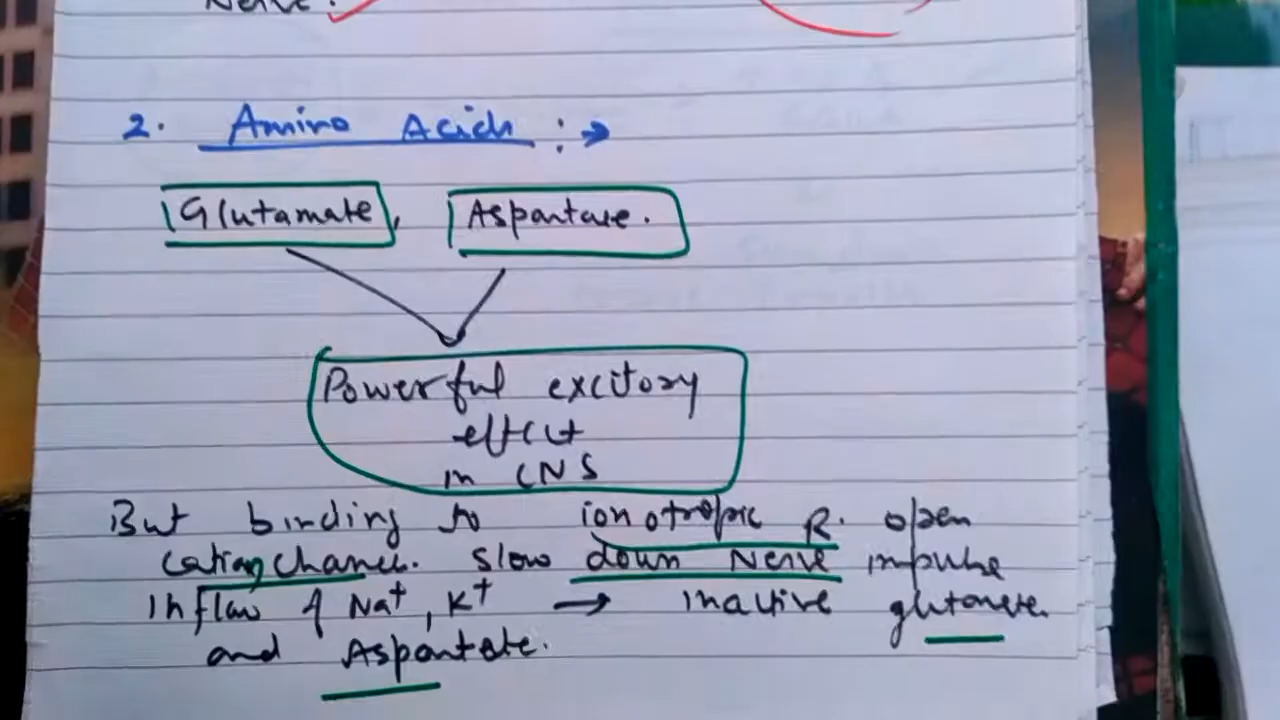 Nerve.
2. Amino Acids :→
Glutamate, Aspartate.
Powerful excitory
effect
in CNS
But binding to ionotropic R. open
cation channel. slow down Nerve impulse
Inflow of Na+, K+ → inactive glutamate
and Aspartate.